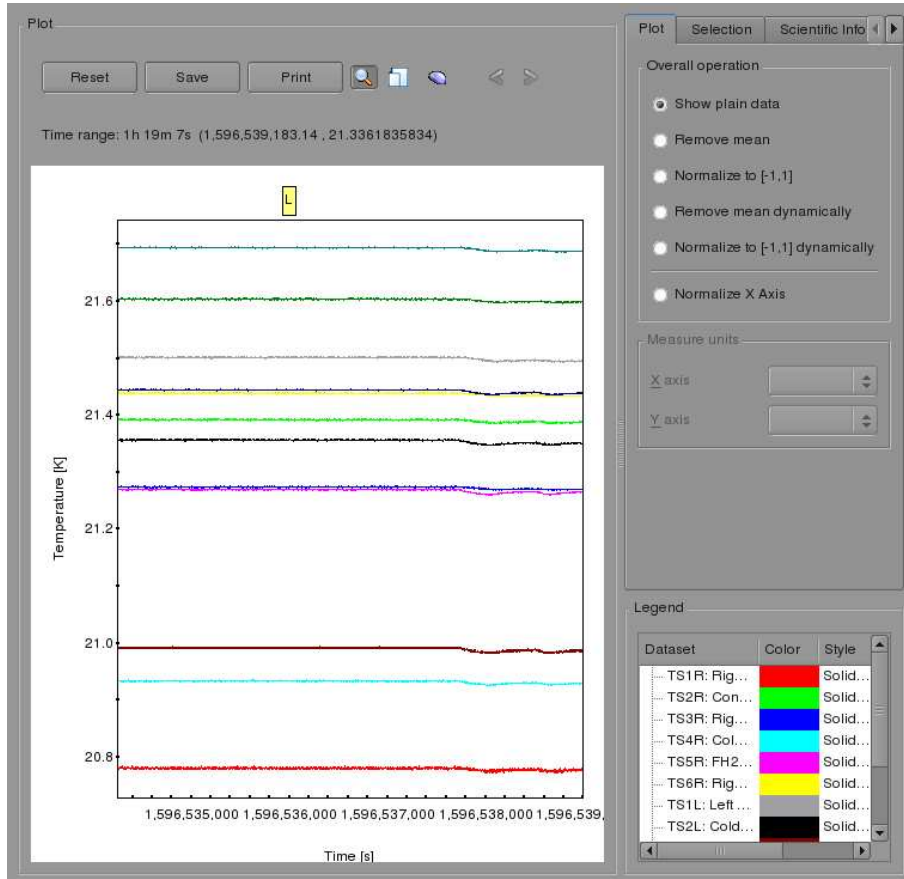 Plot
Reset Save Print
Time range: 1h 19m 7s (1,596,539,183.14 , 21.3361835834)
L
21.6
21.4
21.2
21.0
20.8
Temperature [K]
1,596,535,000 1,596,536,000 1,596,537,000 1,596,538,000 1,596,539,
Time [s]
Plot Selection Scientific Info
Overall operation
Show plain data
Remove mean
Normalize to [-1,1]
Remove mean dynamically
Normalize to [-1,1] dynamically
Normalize X Axis
Measure units
X axis
Y axis
Legend
Dataset Color Style
TS1R: Rig... Solid...
TS2R: Con... Solid...
TS3R: Rig... Solid...
TS4R: Col... Solid...
TS5R: FH2... Solid...
TS6R: Rig... Solid...
TS1L: Left ... Solid...
TS2L: Cold... Solid...